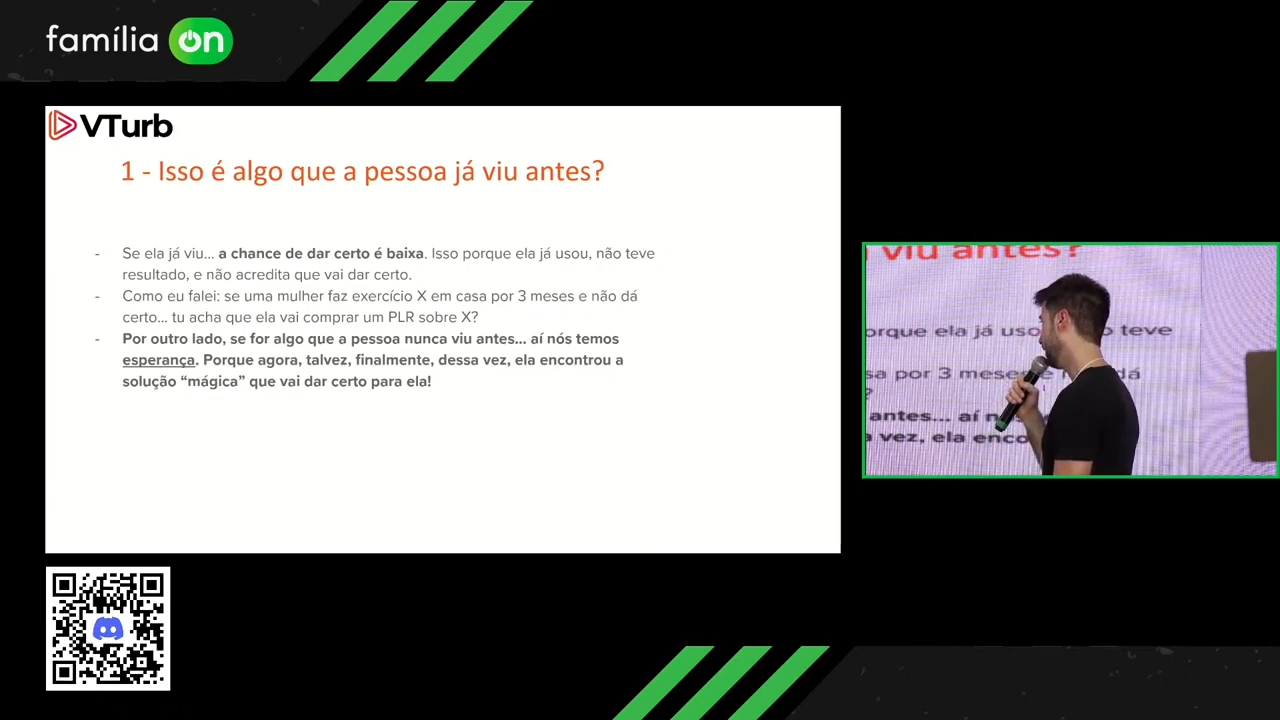 família on
VTurb
1 - Isso é algo que a pessoa já viu antes?
- Se ela já viu... a chance de dar certo é baixa. Isso porque ela já usou, não teve
resultado, e não acredita que vai dar certo.
- Como eu falei: se uma mulher faz exercício X em casa por 3 meses e não dá
certo... tu acha que ela vai comprar um PLR sobre X?
- Por outro lado, se for algo que a pessoa nunca viu antes... aí nós temos
esperança. Porque agora, talvez, finalmente, dessa vez, ela encontrou a
solução “mágica” que vai dar certo para ela!
viu antes?
orque ela já uso o teve
sa por 3 meses e dá
?
antes... aí n
a vez, ela enco